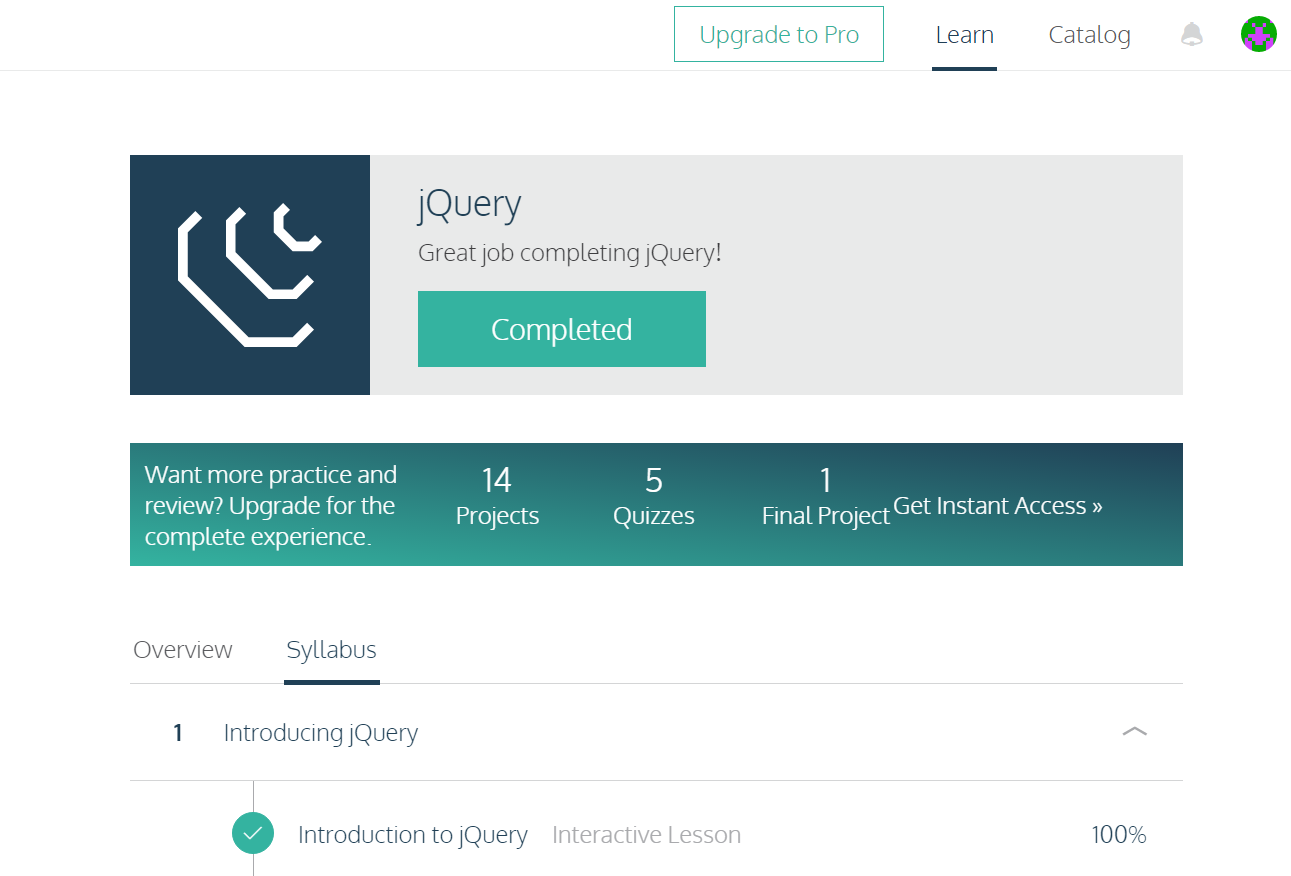 Upgrade to Pro Learn Catalog
jQuery
Great job completing jQuery!
Completed
Want more practice and
review? Upgrade for the
complete experience.
14
Projects
5
Quizzes
1
Final Project
Get Instant Access »
Overview Syllabus
1 Introducing jQuery
Introduction to jQuery Interactive Lesson 100%